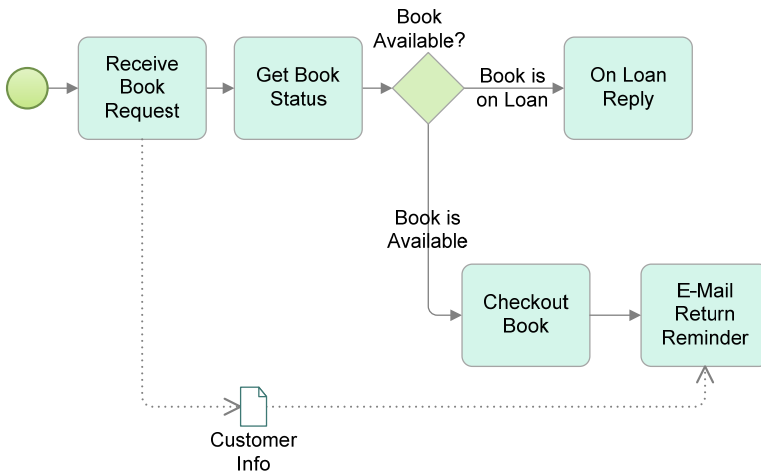 Receive
Book
Request
Get Book
Status
Book
Available?
Book is
on Loan
On Loan
Reply
Book is
Available
Checkout
Book
E-Mail
Return
Reminder
Customer
Info